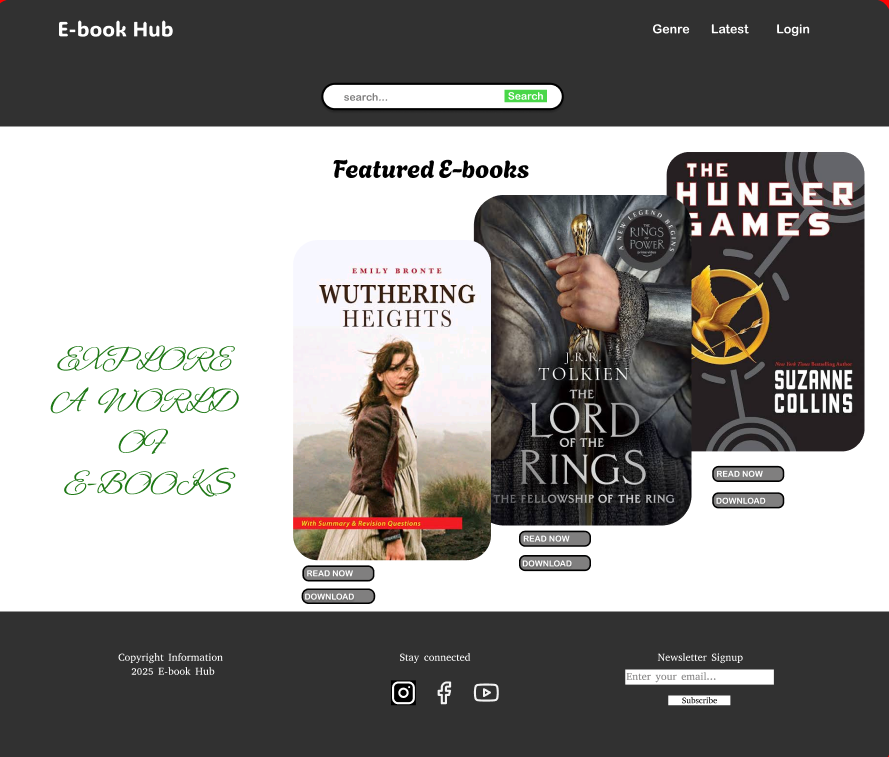 E-book Hub
Genre Latest Login
search... Search
Featured E-books
EXPLORE
A WORLD
OF
E-BOOKS
EMILY BRONTE
WUTHERING
HEIGHTS
With Summary & Revision Questions
READ NOW
DOWNLOAD
A NEW LEGEND BEGINS
THE
RINGS
OF
POWER
J.R.R.
TOLKIEN
THE
LORD
OF THE
RINGS
THE FELLOWSHIP OF THE RING
READ NOW
DOWNLOAD
THE
HUNGER
GAMES
New York Times Bestselling Author
SUZANNE
COLLINS
READ NOW
DOWNLOAD
Copyright Information
2025 E-book Hub
Stay connected
Newsletter Signup
Enter your email...
Subscribe